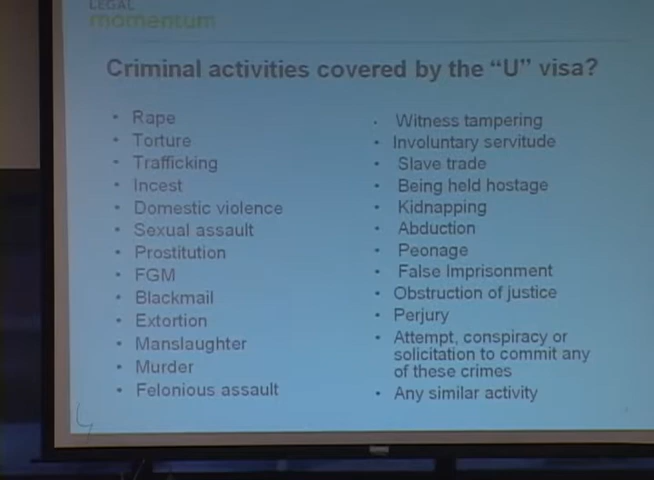 LEGAL
momentum
Criminal activities covered by the “U” visa?
• Rape
• Torture
• Trafficking
• Incest
• Domestic violence
• Sexual assault
• Prostitution
• FGM
• Blackmail
• Extortion
• Manslaughter
• Murder
• Felonious assault
• Witness tampering
• Involuntary servitude
• Slave trade
• Being held hostage
• Kidnapping
• Abduction
• Peonage
• False Imprisonment
• Obstruction of justice
• Perjury
• Attempt, conspiracy or
solicitation to commit any
of these crimes
• Any similar activity